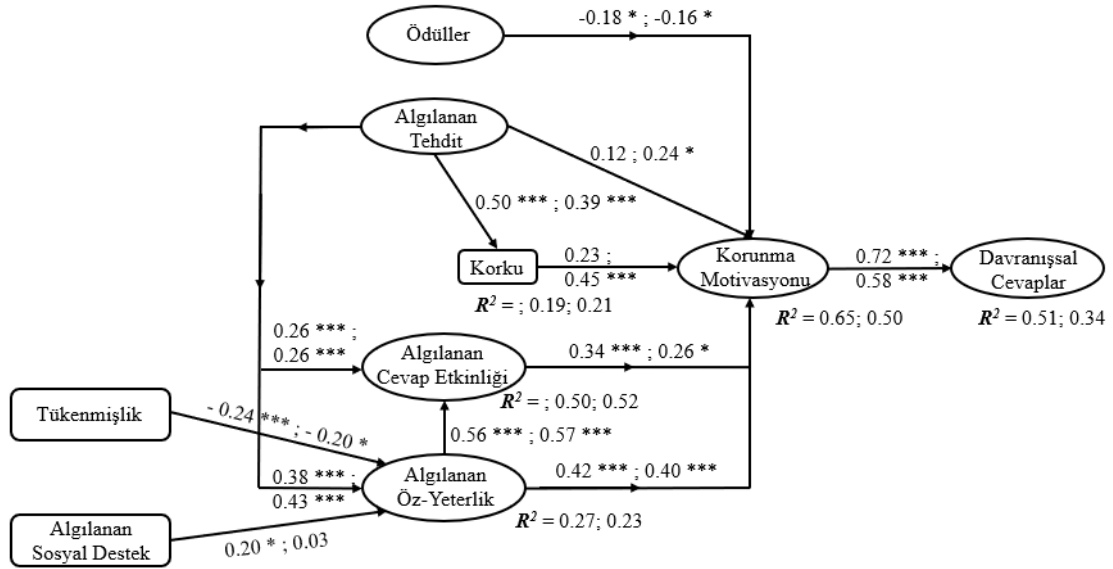 -0.18 * ; -0.16 *
Ödüller
Algılanan
Tehdit
0.12 ; 0.24 *
0.50 *** ; 0.39 ***
Korku
0.23 ;
0.45 ***
R² = ; 0.19; 0.21
Korunma
Motivasyonu
R² = 0.65; 0.50
0.72 *** ;
0.58 ***
Davranışsal
Cevaplar
R² = 0.51; 0.34
0.26 *** ;
0.26 ***
Algılanan
Cevap Etkinliği
0.34 *** ; 0.26 *
R² = ; 0.50; 0.52
Tükenmişlik
- 0.24 *** ; - 0.20 *
0.56 *** ; 0.57 ***
0.38 *** ;
0.43 ***
Algılanan
Öz-Yeterlik
0.42 *** ; 0.40 ***
R² = 0.27; 0.23
Algılanan
Sosyal Destek
0.20 * ; 0.03